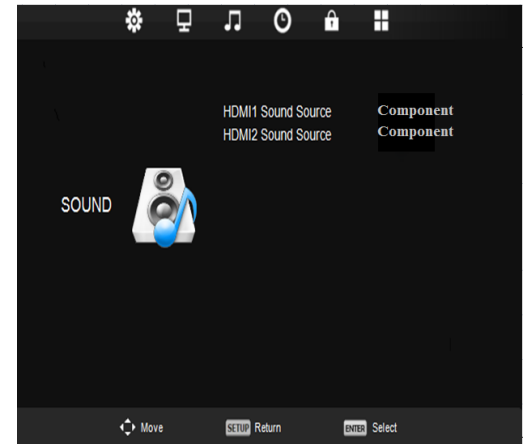 HDMI1 Sound Source Component
HDMI2 Sound Source Component
SOUND
Move SETUP Return ENTER Select